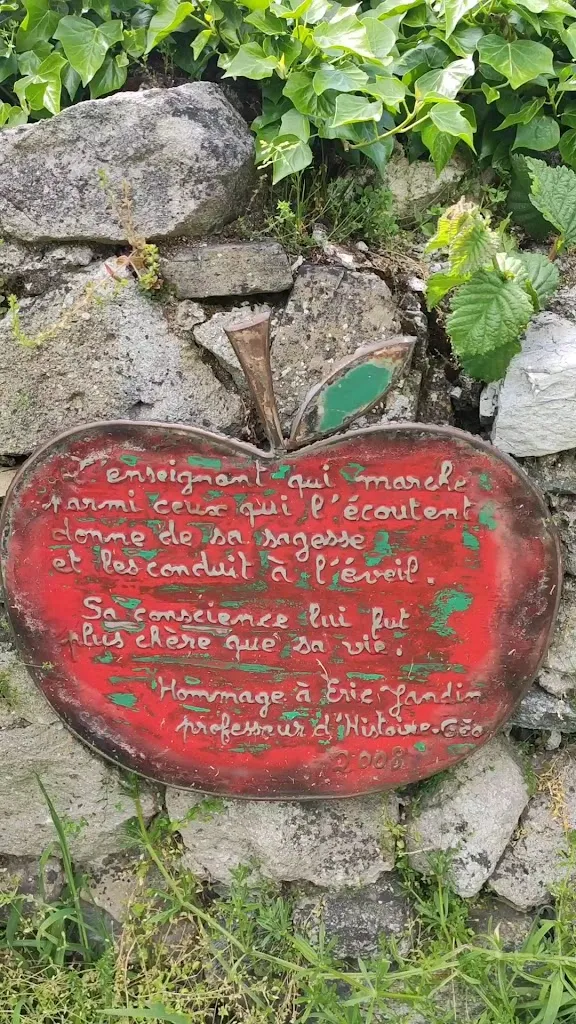 L'enseignant qui marche
parmi ceux qui l'écoutent
donne de sa sagesse
et les conduit à l'éveil.
Sa conscience lui fut
plus chère que sa vie.
Hommage à Eric Jandin
professeur d'Histoire-Géo
2008